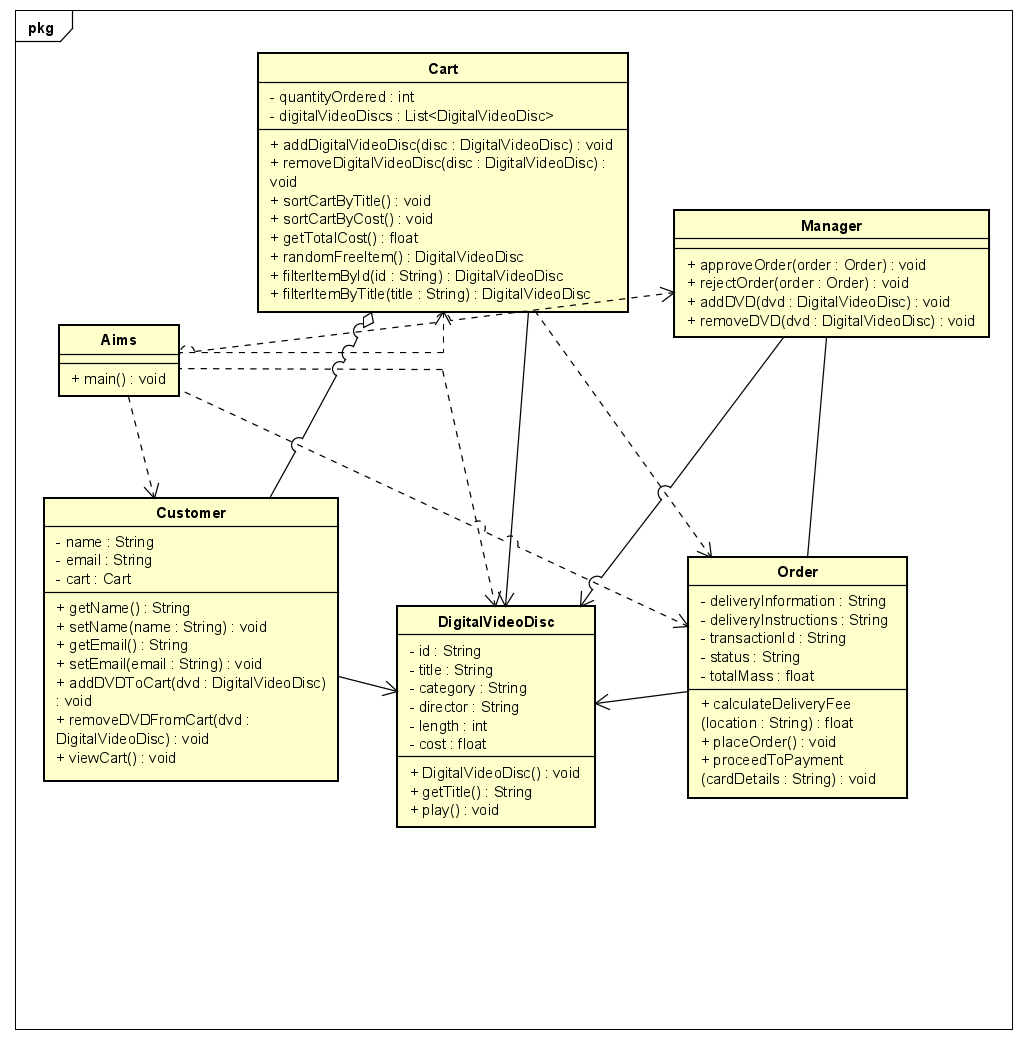 pkg
Cart
- quantityOrdered : int
- digitalVideoDiscs : List<DigitalVideoDisc>
+ addDigitalVideoDisc(disc : DigitalVideoDisc) : void
+ removeDigitalVideoDisc(disc : DigitalVideoDisc) :
void
+ sortCartByTitle() : void
+ sortCartByCost() : void
+ getTotalCost() : float
+ randomFreeItem() : DigitalVideoDisc
+ filterItemById(id : String) : DigitalVideoDisc
+ filterItemByTitle(title : String) : DigitalVideoDisc
Manager
+ approveOrder(order : Order) : void
+ rejectOrder(order : Order) : void
+ addDVD(dvd : DigitalVideoDisc) : void
+ removeDVD(dvd : DigitalVideoDisc) : void
Aims
+ main() : void
Customer
- name : String
- email : String
- cart : Cart
+ getName() : String
+ setName(name : String) : void
+ getEmail() : String
+ setEmail(email : String) : void
+ addDVDToCart(dvd : DigitalVideoDisc)
: void
+ removeDVDFromCart(dvd :
DigitalVideoDisc) : void
+ viewCart() : void
DigitalVideoDisc
- id : String
- title : String
- category : String
- director : String
- length : int
- cost : float
+ DigitalVideoDisc() : void
+ getTitle() : String
+ play() : void
Order
- deliveryInformation : String
- deliveryInstructions : String
- transactionId : String
- status : String
- totalMass : float
+ calculateDeliveryFee
(location : String) : float
+ placeOrder() : void
+ proceedToPayment
(cardDetails : String) : void